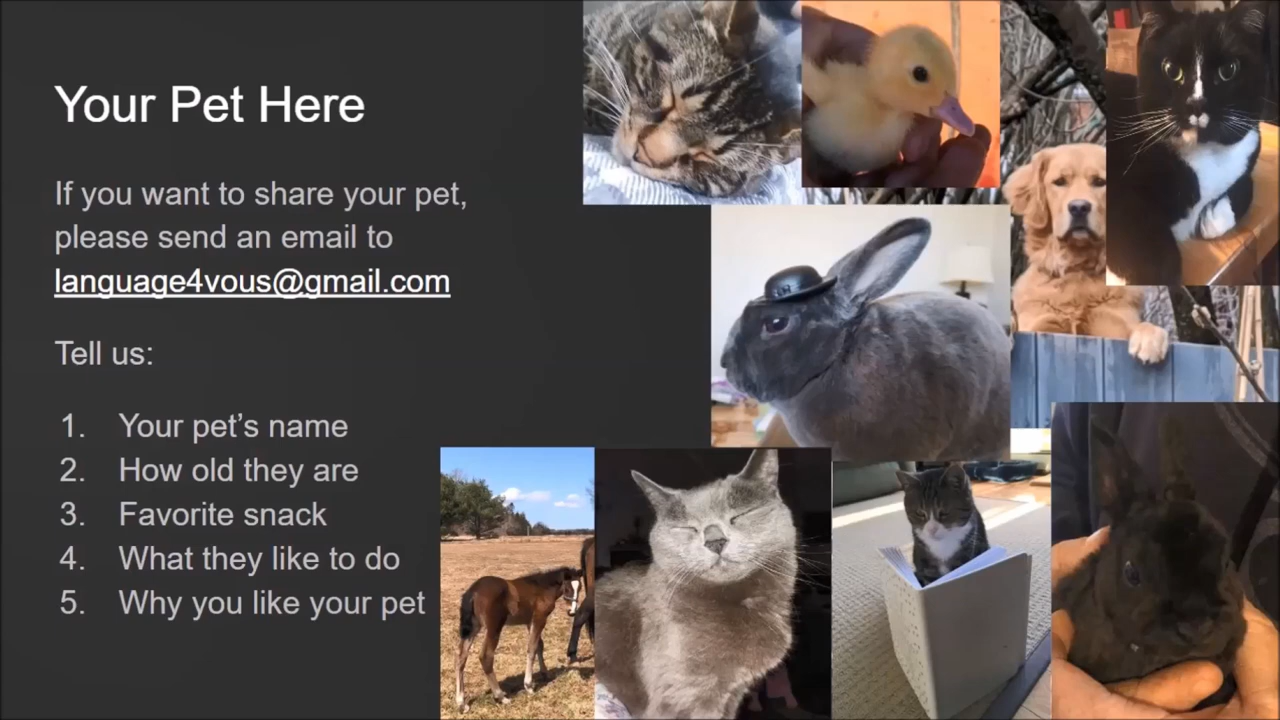 Your Pet Here
If you want to share your pet,
please send an email to
language4vous@gmail.com
Tell us:
1. Your pet’s name
2. How old they are
3. Favorite snack
4. What they like to do
5. Why you like your pet